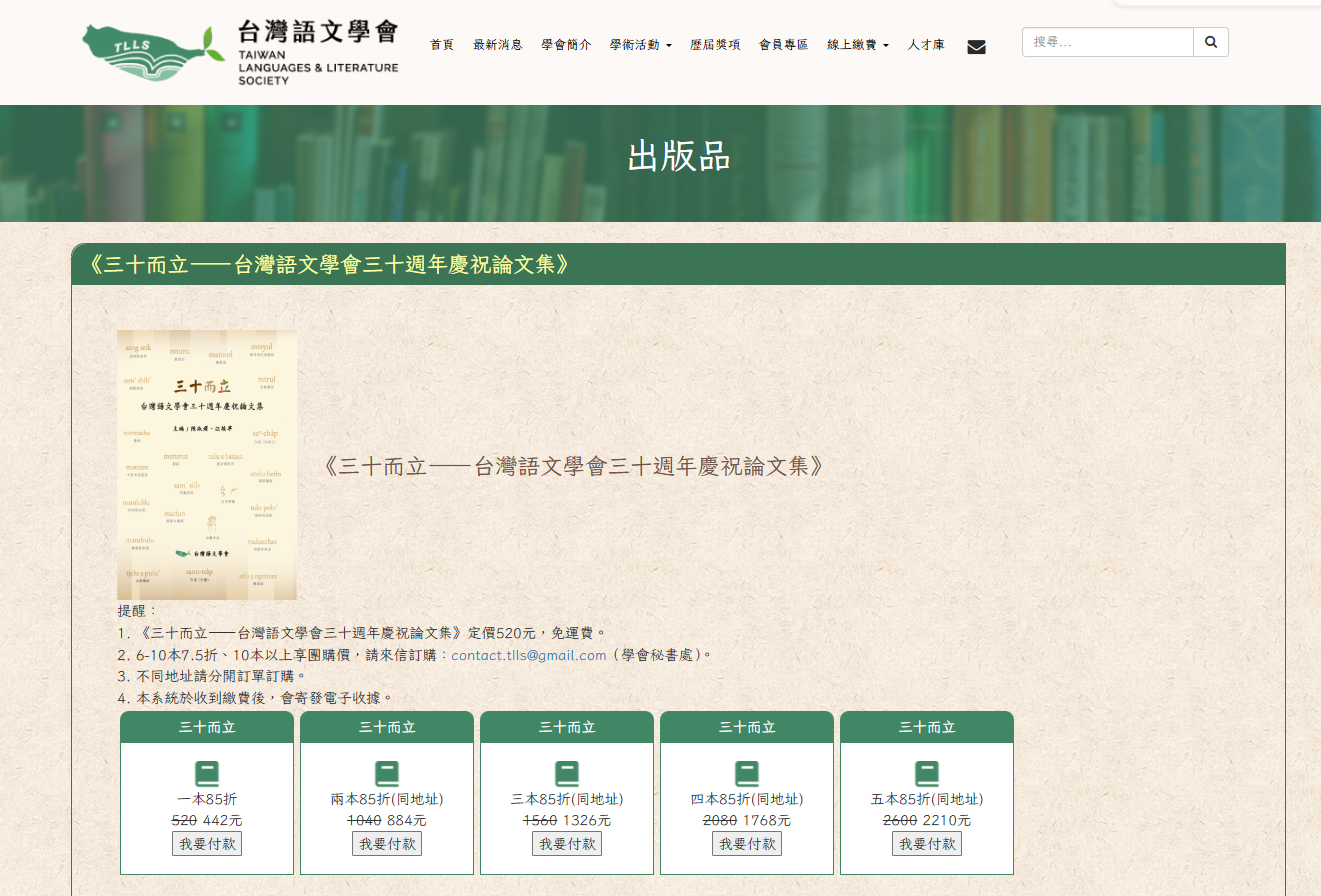 TLLS
台灣語文學會
TAIWAN
LANGUAGES & LITERATURE
SOCIETY
首頁 最新消息 學會簡介 學術活動 歷屆獎項 會員專區 線上繳費 人才庫
搜尋...
出版品
《三十而立——台灣語文學會三十週年慶祝論文集》
三十而立
台灣語文學會三十週年慶祝論文集
台灣語文學會
《三十而立——台灣語文學會三十週年慶祝論文集》
提醒：
1. 《三十而立——台灣語文學會三十週年慶祝論文集》定價520元，免運費。
2. 6-10本7.5折、10本以上享團購價，請來信訂購：contact.tlls@gmail.com（學會秘書處）。
3. 不同地址請分開訂單訂購。
4. 本系統於收到繳費後，會寄發電子收據。
三十而立
一本85折
520 442元
我要付款
三十而立
兩本85折(同地址)
1040 884元
我要付款
三十而立
三本85折(同地址)
1560 1326元
我要付款
三十而立
四本85折(同地址)
2080 1768元
我要付款
三十而立
五本85折(同地址)
2600 2210元
我要付款